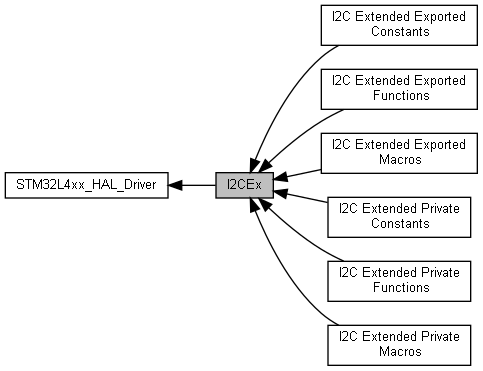 I2C Extended Exported
Constants
I2C Extended Exported
Functions
I2C Extended Exported
Macros
STM32L4xx_HAL_Driver
I2CEx
I2C Extended Private
Constants
I2C Extended Private
Functions
I2C Extended Private
Macros